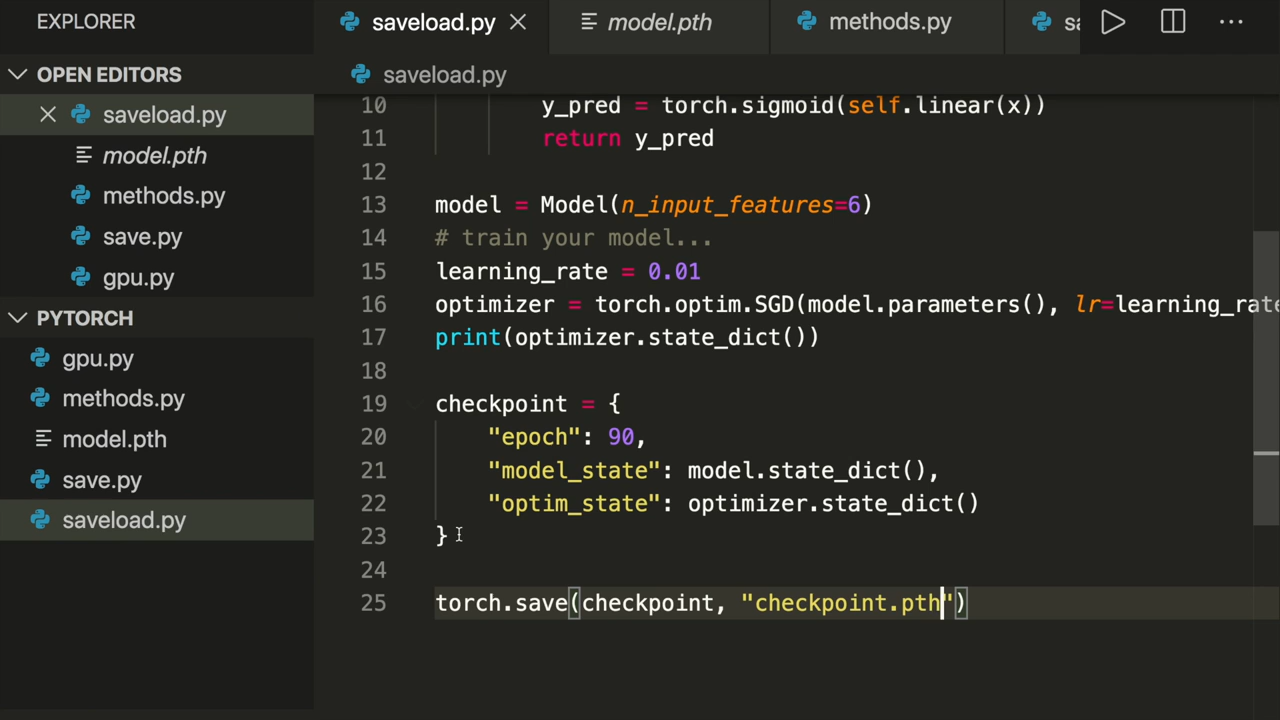 EXPLORER
saveload.py
model.pth
methods.py
OPEN EDITORS
saveload.py
model.pth
methods.py
save.py
gpu.py
PYTORCH
gpu.py
methods.py
model.pth
save.py
saveload.py
saveload.py
10 y_pred = torch.sigmoid(self.linear(x))
11 return y_pred
12
13 model = Model(n_input_features=6)
14 # train your model...
15 learning_rate = 0.01
16 optimizer = torch.optim.SGD(model.parameters(), lr=learning_rate
17 print(optimizer.state_dict())
18
19 checkpoint = {
20 "epoch": 90,
21 "model_state": model.state_dict(),
22 "optim_state": optimizer.state_dict()
23 }
24
25 torch.save(checkpoint, "checkpoint.pth")